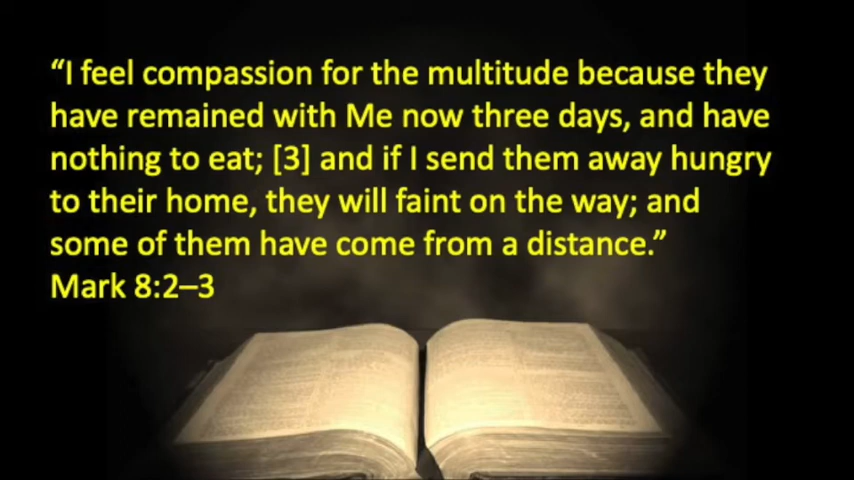 “I feel compassion for the multitude because they
have remained with Me now three days, and have
nothing to eat; [3] and if I send them away hungry
to their home, they will faint on the way; and
some of them have come from a distance.”
Mark 8:2–3